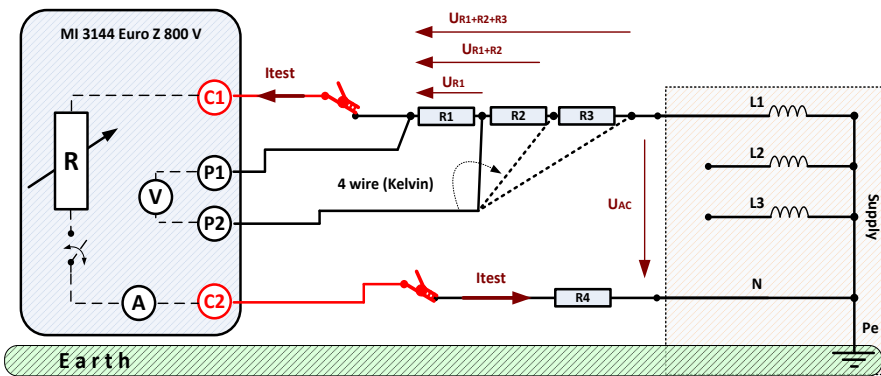 MI 3144 Euro Z 800 V
UR1+R2+R3
UR1+R2
UR1
Itest
C1
R1
R2
R3
L1
R
V
P1
P2
4 wire (Kelvin)
L2
L3
UAC
Supply
A
C2
Itest
R4
N
Pe
Earth